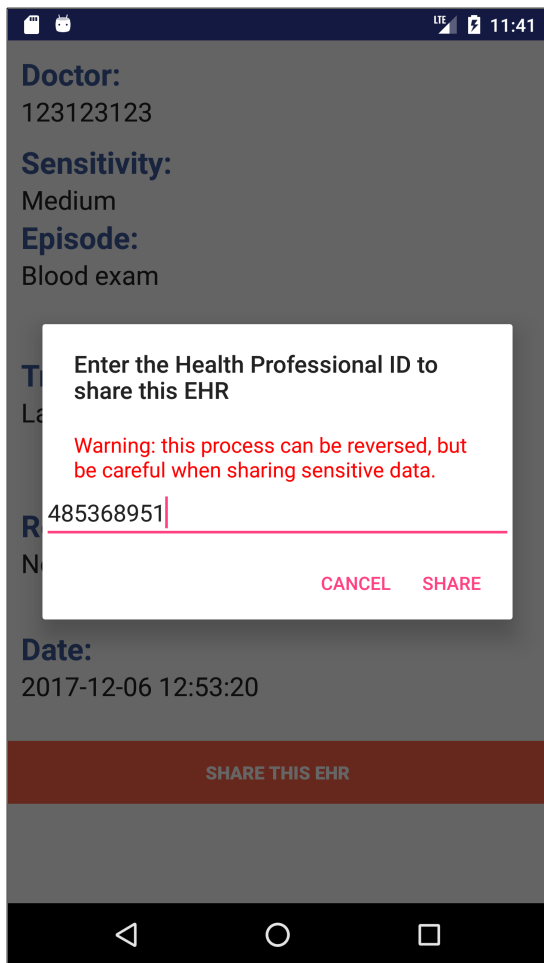 LTE 11:41
Doctor:
123123123
Sensitivity:
Medium
Episode:
Blood exam
Enter the Health Professional ID to
share this EHR
Warning: this process can be reversed, but
be careful when sharing sensitive data.
485368951
CANCEL SHARE
Date:
2017-12-06 12:53:20
SHARE THIS EHR